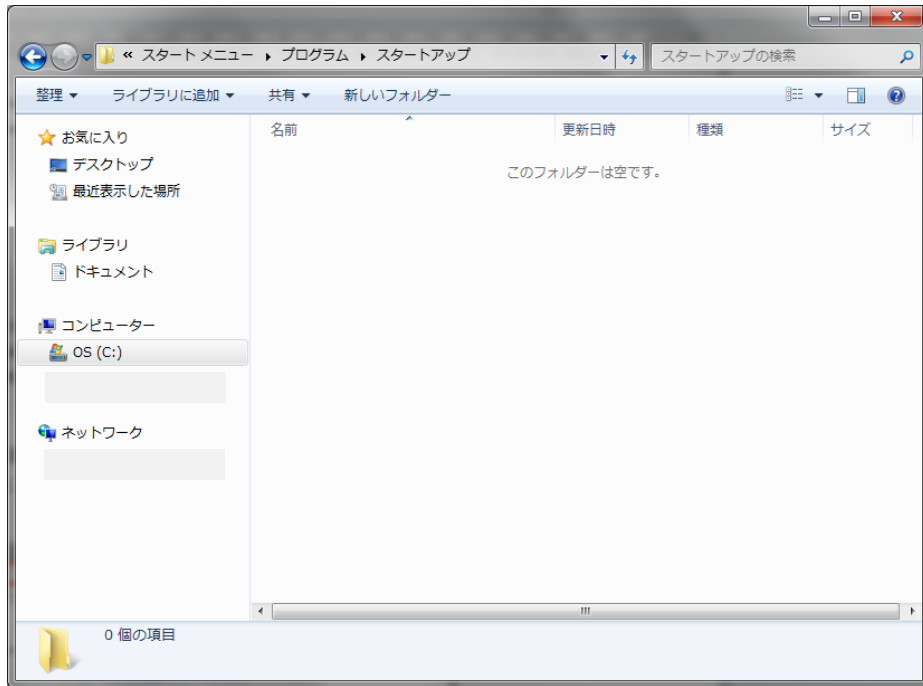 « スタート メニュー ▸ プログラム ▸ スタートアップ
スタートアップの検索
整理 ▼ ライブラリに追加 ▼ 共有 ▼ 新しいフォルダー
お気に入り
デスクトップ
最近表示した場所
ライブラリ
ドキュメント
コンピューター
OS (C:)
ネットワーク
名前 更新日時 種類 サイズ
このフォルダーは空です。
0 個の項目